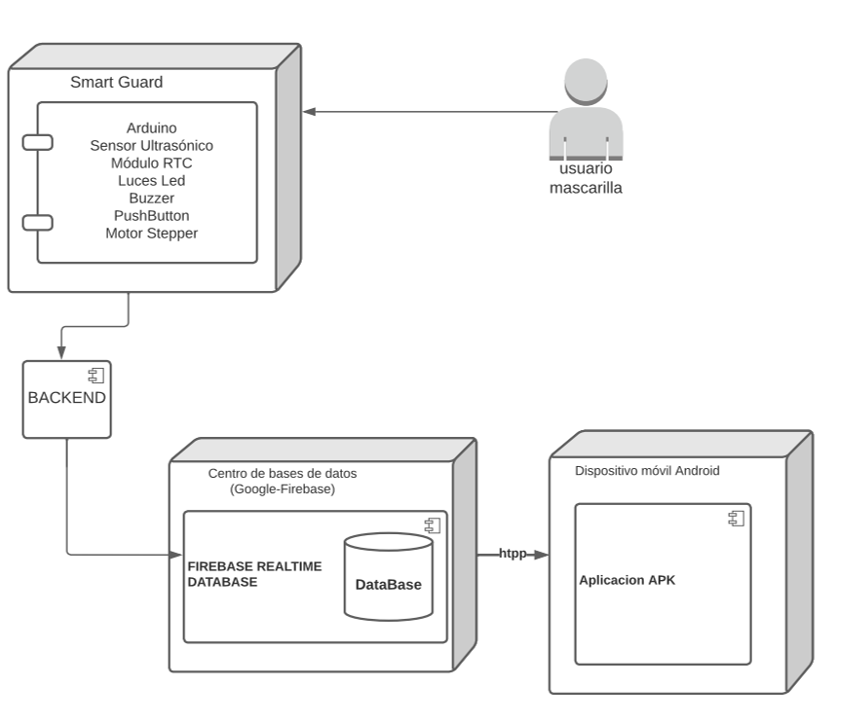 Smart Guard
Arduino
Sensor Ultrasónico
Módulo RTC
Luces Led
Buzzer
PushButton
Motor Stepper
usuario
mascarilla
BACKEND
Centro de bases de datos
(Google-Firebase)
FIREBASE REALTIME
DATABASE
DataBase
htpp
Dispositivo móvil Android
Aplicacion APK